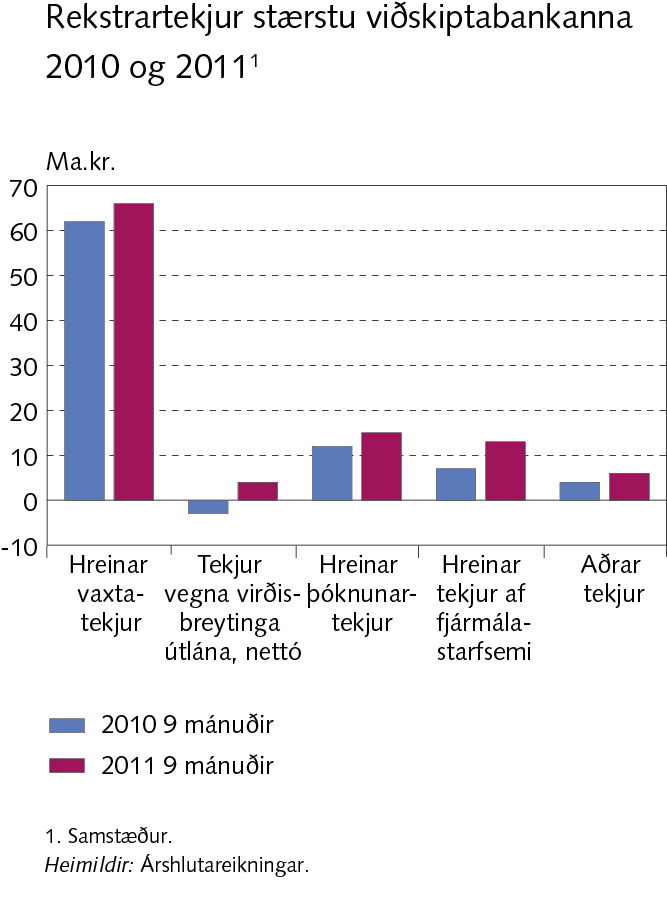 Rekstrartekjur stærstu viðskiptabankanna
2010 og 2011¹
Ma.kr.
70
60
50
40
30
20
10
0
-10
Hreinar
vaxta-
tekjur
Tekjur
vegna virðis-
breytinga
útlána, nettó
Hreinar
þóknunar-
tekjur
Hreinar
tekjur af
fjármála-
starfsemi
Aðrar
tekjur
2010 9 mánuðir
2011 9 mánuðir
1. Samstæður.
Heimildir: Árshlutareikningar.